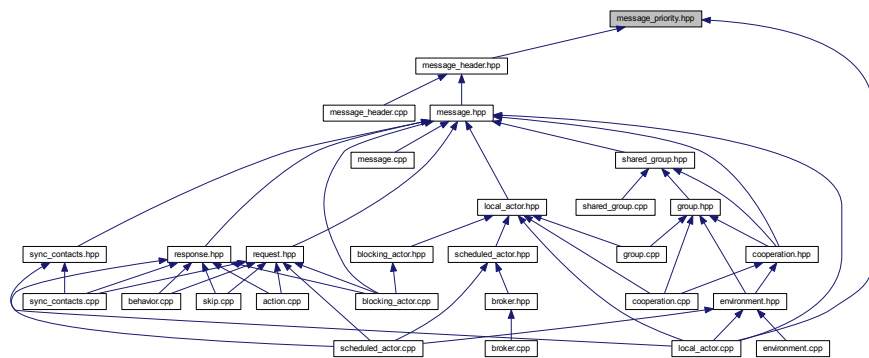 message_priority.hpp
message_header.hpp
message_header.cpp
message.hpp
message.cpp
shared_group.hpp
local_actor.hpp
shared_group.cpp
group.hpp
sync_contacts.hpp
response.hpp
request.hpp
blocking_actor.hpp
scheduled_actor.hpp
group.cpp
cooperation.hpp
sync_contacts.cpp
behavior.cpp
skip.cpp
action.cpp
blocking_actor.cpp
broker.hpp
cooperation.cpp
environment.hpp
scheduled_actor.cpp
broker.cpp
local_actor.cpp
environment.cpp